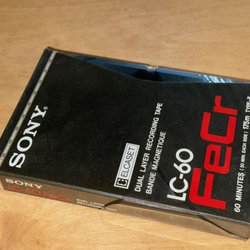 SONY
ELCASET
DUAL LAYER RECORDING TAPE
BANDE MAGNETIQUE
LC-60
FeCr
60 MINUTES
SONY